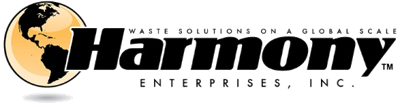 WASTE SOLUTIONS ON A GLOBAL SCALE
Harmony™
ENTERPRISES, INC.